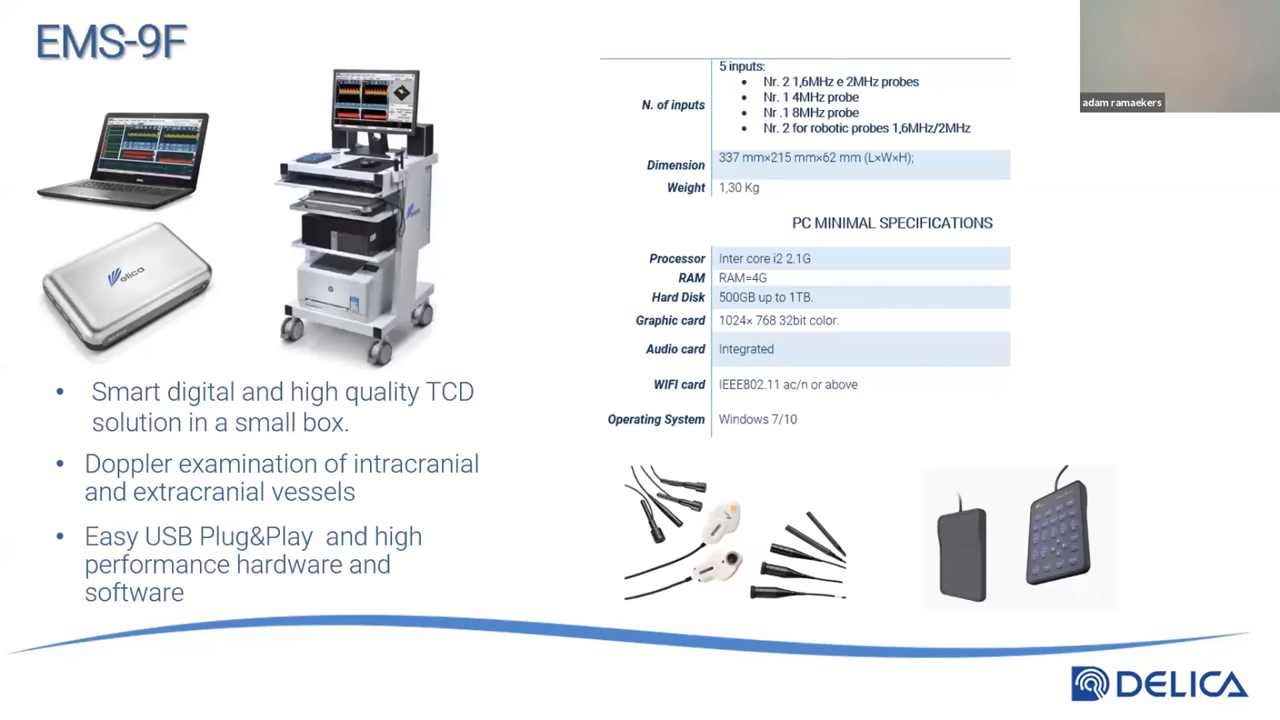 EMS-9F
adam ramaekers
elica
Smart digital and high quality TCD
solution in a small box.
Doppler examination of intracranial
and extracranial vessels
Easy USB Plug&Play and high
performance hardware and
software
N. of inputs
5 inputs:
Nr. 2 1,6MHz e 2MHz probes
Nr. 1 4MHz probe
Nr .1 8MHz probe
Nr. 2 for robotic probes 1,6MHz/2MHz
Dimension 337 mm×215 mm×62 mm (L×W×H);
Weight 1,30 Kg
PC MINIMAL SPECIFICATIONS
Processor Inter core i2 2.1G
RAM RAM=4G
Hard Disk 500GB up to 1TB.
Graphic card 1024× 768 32bit color.
Audio card Integrated
WIFI card IEEE802.11 ac/n or above
Operating System Windows 7/10
DELICA